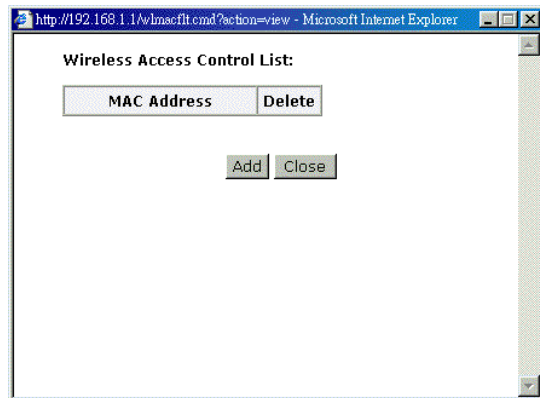 http://192.168.1.1/wlmacflt.cmd?action=view - Microsoft Internet Explorer
Wireless Access Control List:
MAC Address Delete
Add Close